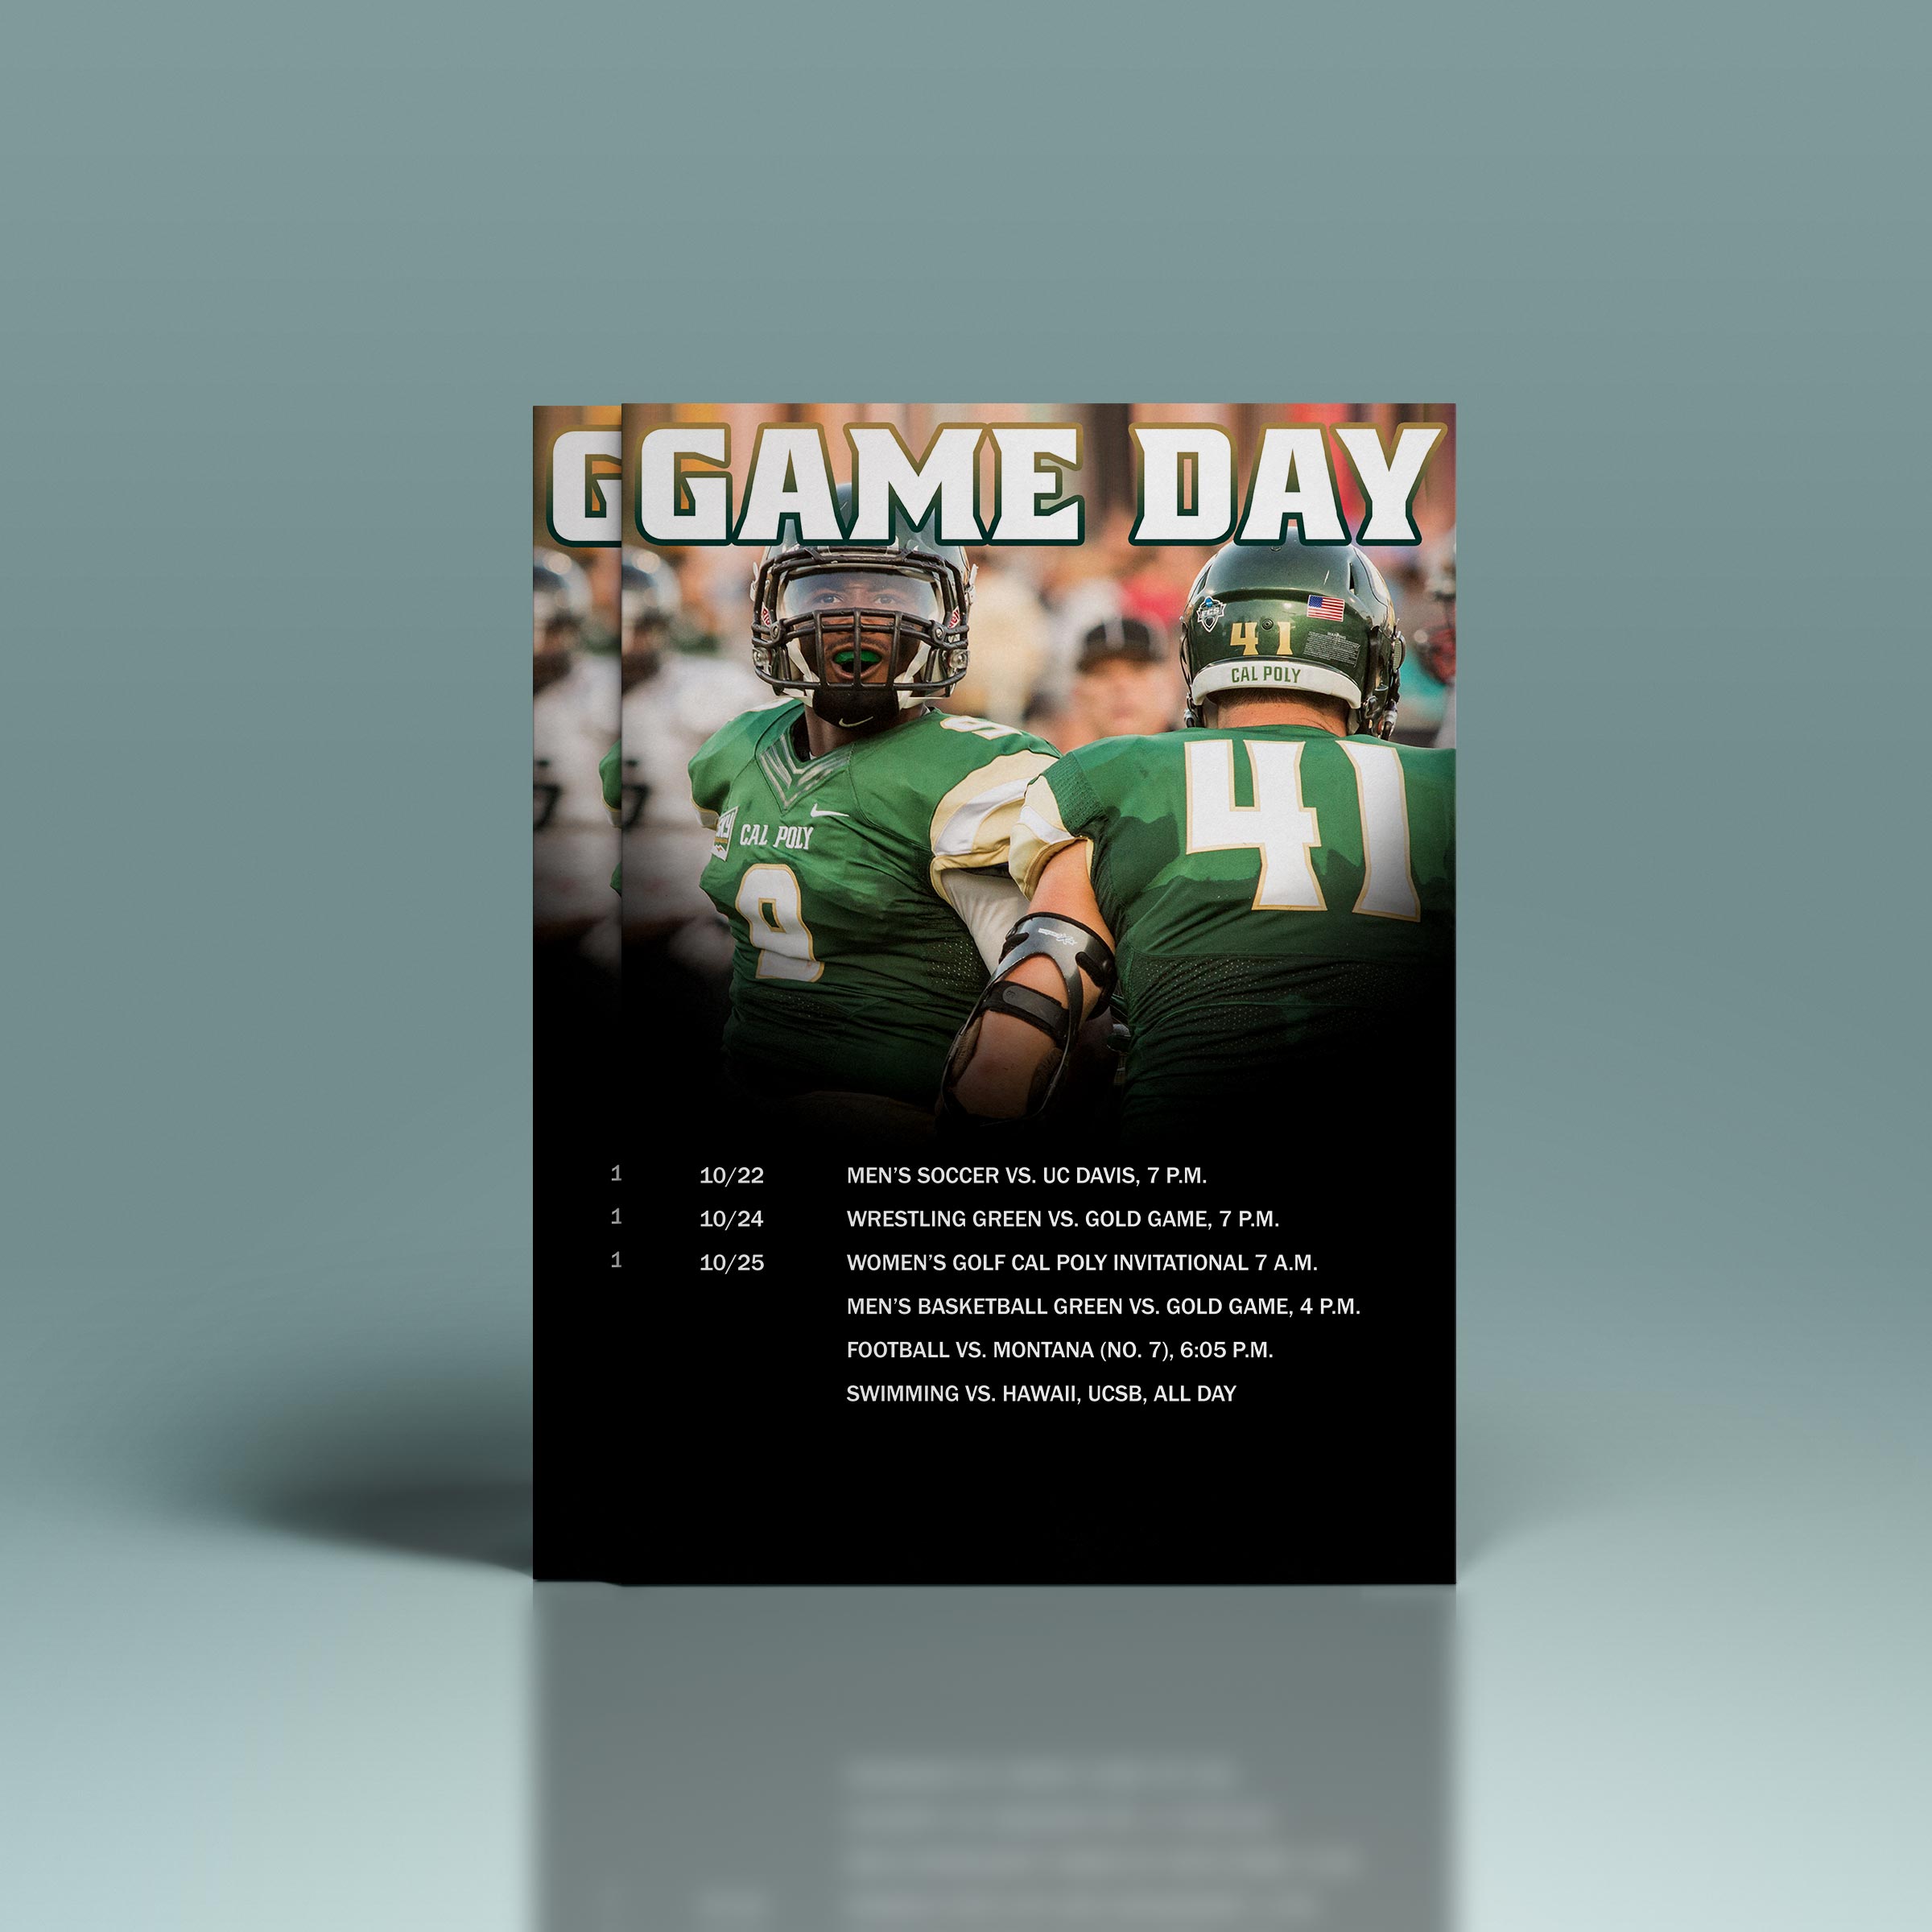 G
GAME DAY
41
CAL POLY
9
41
CAL POLY
9
1 10/22 MEN'S SOCCER VS. UC DAVIS, 7 P.M.
1 10/24 WRESTLING GREEN VS. GOLD GAME, 7 P.M.
1 10/25 WOMEN'S GOLF CAL POLY INVITATIONAL 7 A.M.
MEN'S BASKETBALL GREEN VS. GOLD GAME, 4 P.M.
FOOTBALL VS. MONTANA (NO. 7), 6:05 P.M.
SWIMMING VS. HAWAII, UCSB, ALL DAY